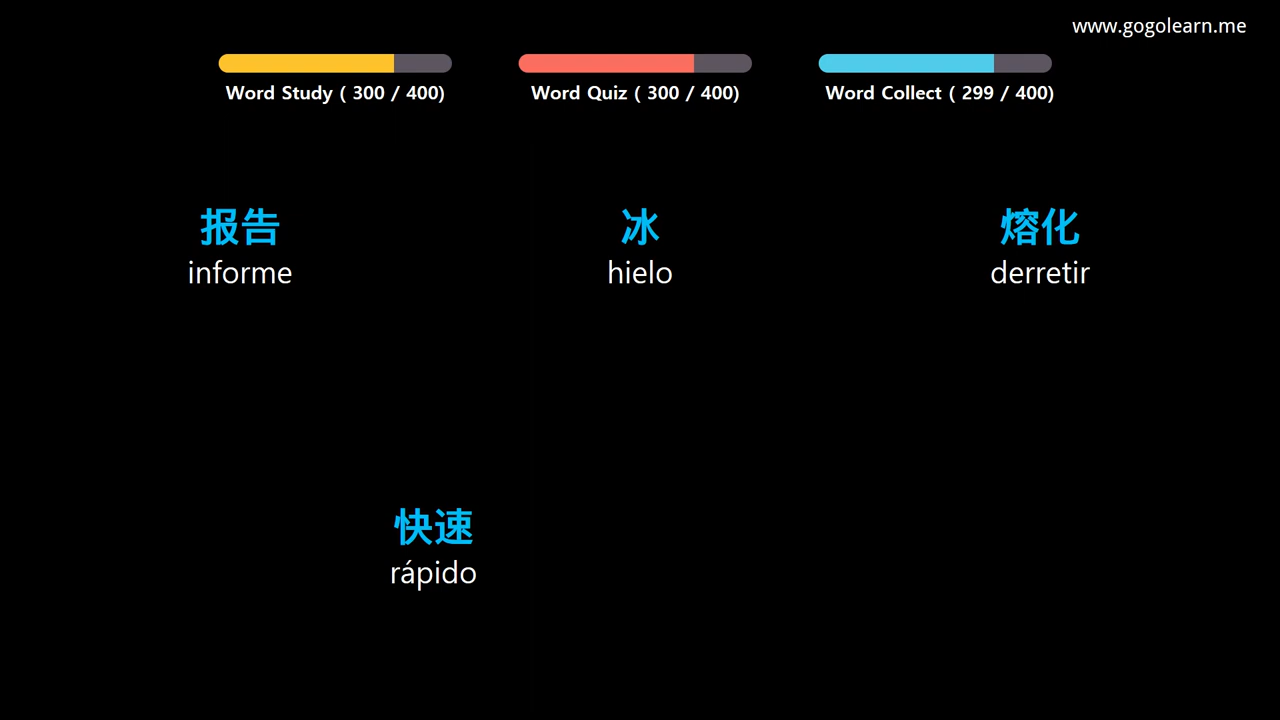 www.gogolearn.me
Word Study ( 300 / 400)
Word Quiz ( 300 / 400)
Word Collect ( 299 / 400)
报告
informe
冰
hielo
熔化
derretir
快速
rápido